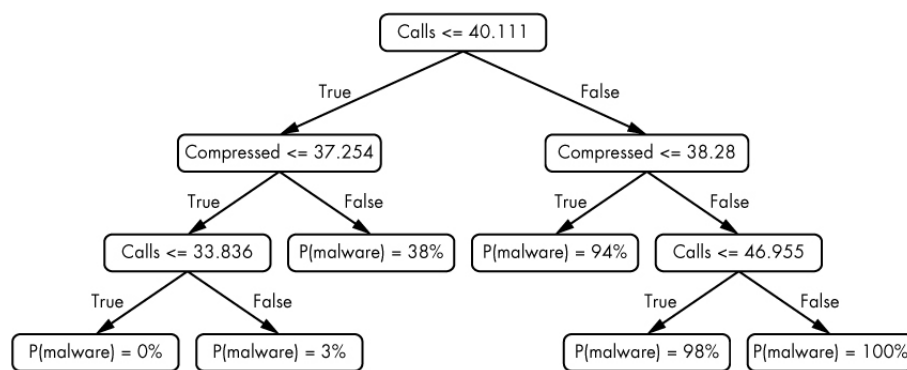 Calls <= 40.111
True
False
Compressed <= 37.254
Compressed <= 38.28
True
False
True
False
Calls <= 33.836
P(malware) = 38%
P(malware) = 94%
Calls <= 46.955
True
False
True
False
P(malware) = 0%
P(malware) = 3%
P(malware) = 98%
P(malware) = 100%